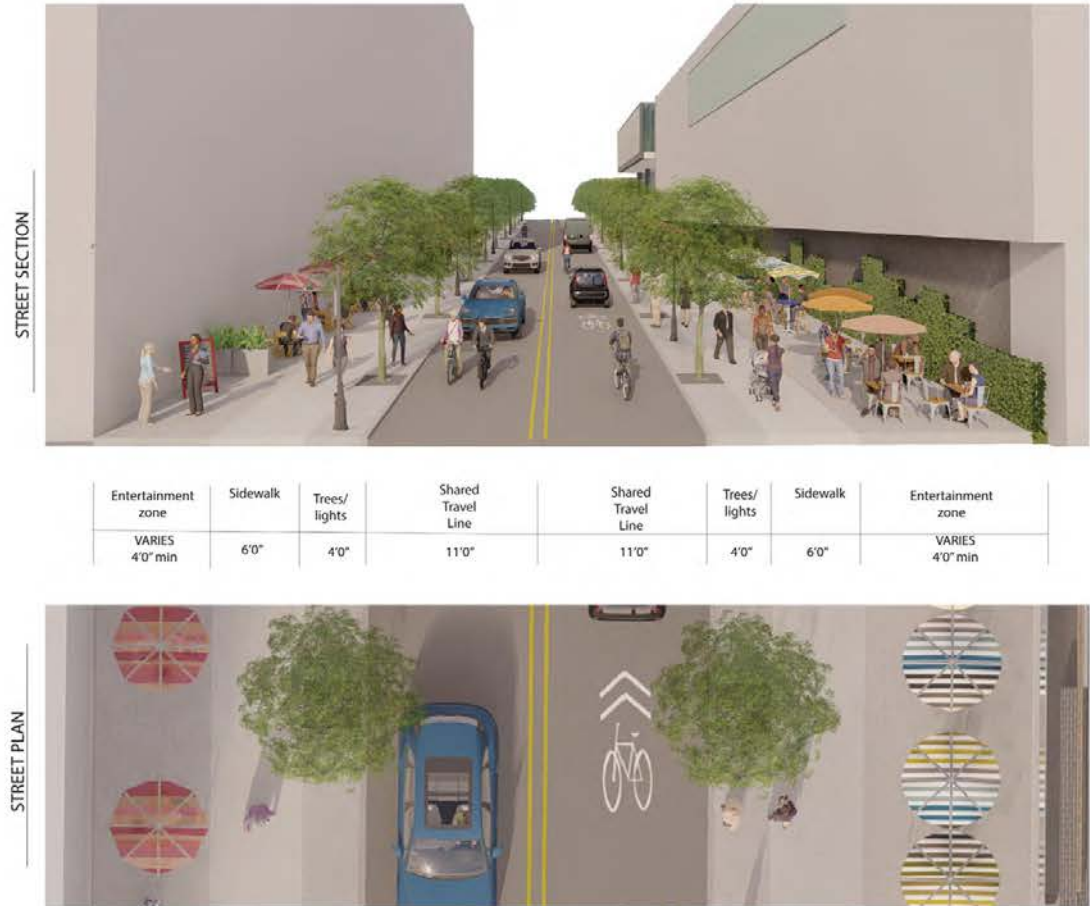 STREET SECTION
Entertainment
zone
Sidewalk
Trees/
lights
Shared
Travel
Line
Shared
Travel
Line
Trees/
lights
Sidewalk
Entertainment
zone
VARIES
4'0" min
6'0"
4'0"
11'0"
11'0"
4'0"
6'0"
VARIES
4'0" min
STREET PLAN